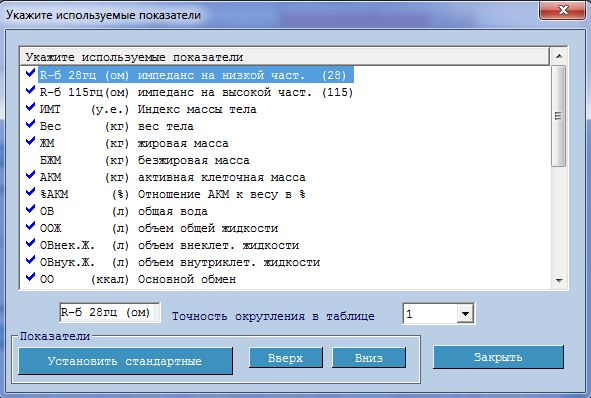 Укажите используемые показатели
Укажите используемые показатели
R-б 28гц (ом) импеданс на низкой част. (28)
R-б 115гц(ом) импеданс на высокой част. (115)
ИМТ (у.е.) Индекс массы тела
Вес (кг) вес тела
ЖМ (кг) жировая масса
БЖМ (кг) безжировая масса
АКМ (кг) активная клеточная масса
%АКМ (%) Отношение АКМ к весу в %
ОВ (л) общая вода
ООЖ (л) объем общей жидкости
ОВнек.Ж. (л) объем внеклет. жидкости
ОВнук.Ж. (л) объем внутриклет. жидкости
ОО (ккал) Основной обмен
R-б 28гц (ом) Точность округления в таблице 1
Показатели
Установить стандартные Вверх Вниз Закрыть